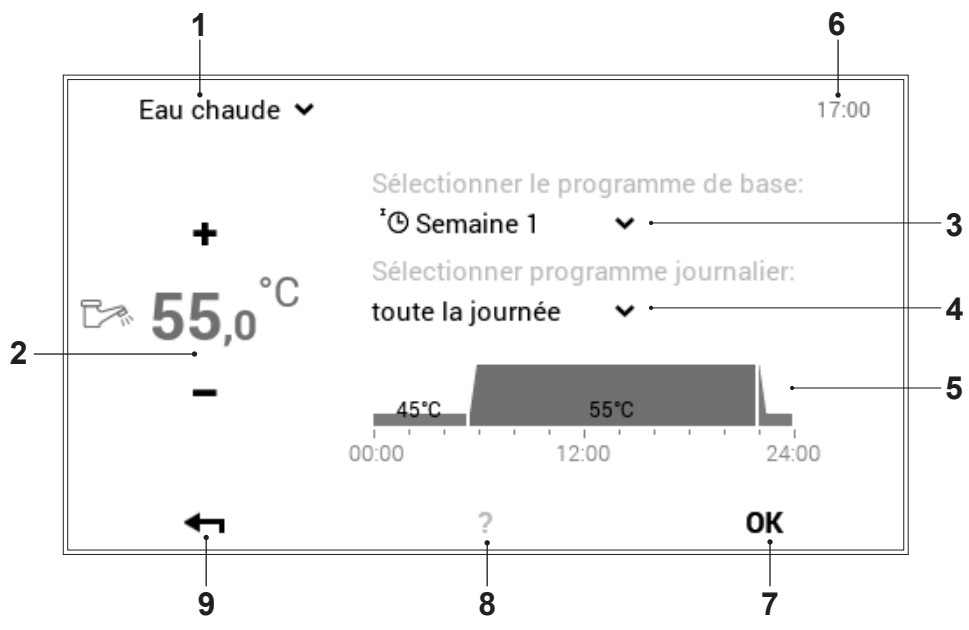 1
6
Eau chaude
17:00
Sélectionner le programme de base:
z Semaine 1
3
+
Sélectionner programme journalier:
toute la journée
4
55,0 °C
2
−
45°C
55°C
5
00:00
12:00
24:00
?
OK
9
8
7